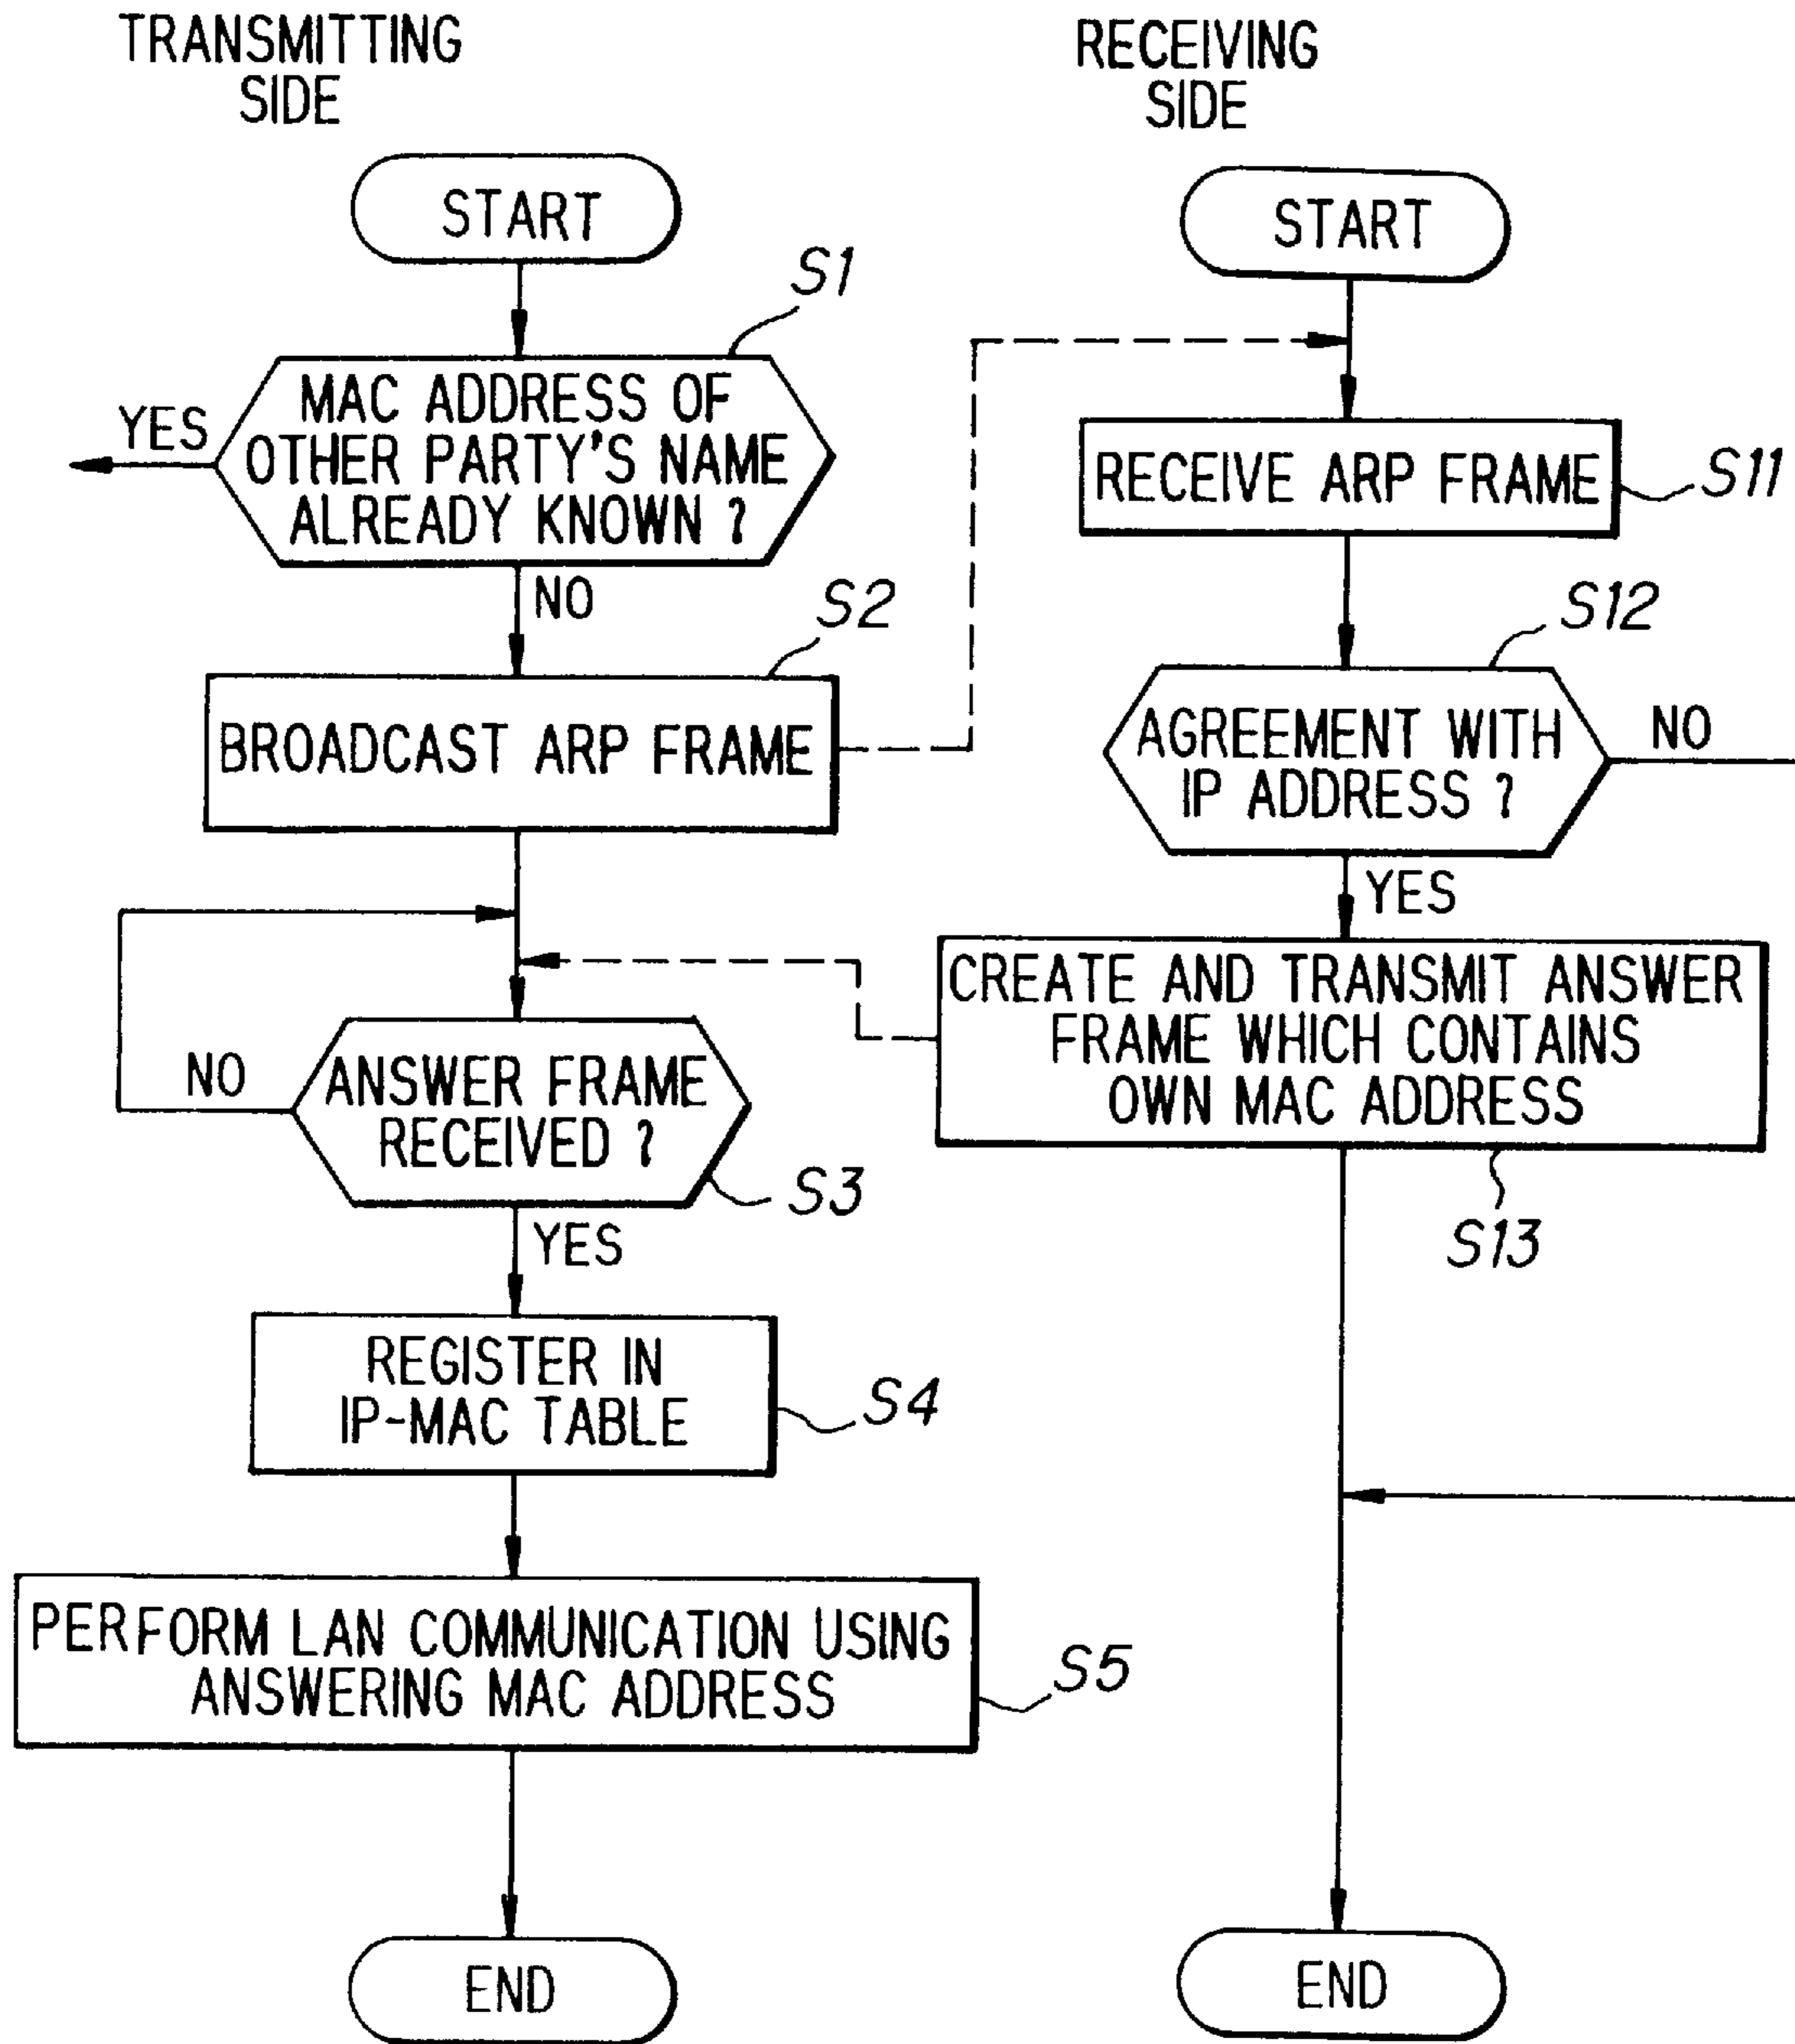 TRANSMITTING
SIDE
START
S1
MAC ADDRESS OF
OTHER PARTY'S NAME
ALREADY KNOWN ?
YES
NO
S2
BROADCAST ARP FRAME
ANSWER FRAME
RECEIVED ?
NO
S3
YES
REGISTER IN
IP-MAC TABLE
S4
PERFORM LAN COMMUNICATION USING
ANSWERING MAC ADDRESS
S5
END
RECEIVING
SIDE
START
RECEIVE ARP FRAME
S11
S12
AGREEMENT WITH
IP ADDRESS ?
NO
YES
CREATE AND TRANSMIT ANSWER
FRAME WHICH CONTAINS
OWN MAC ADDRESS
S13
END